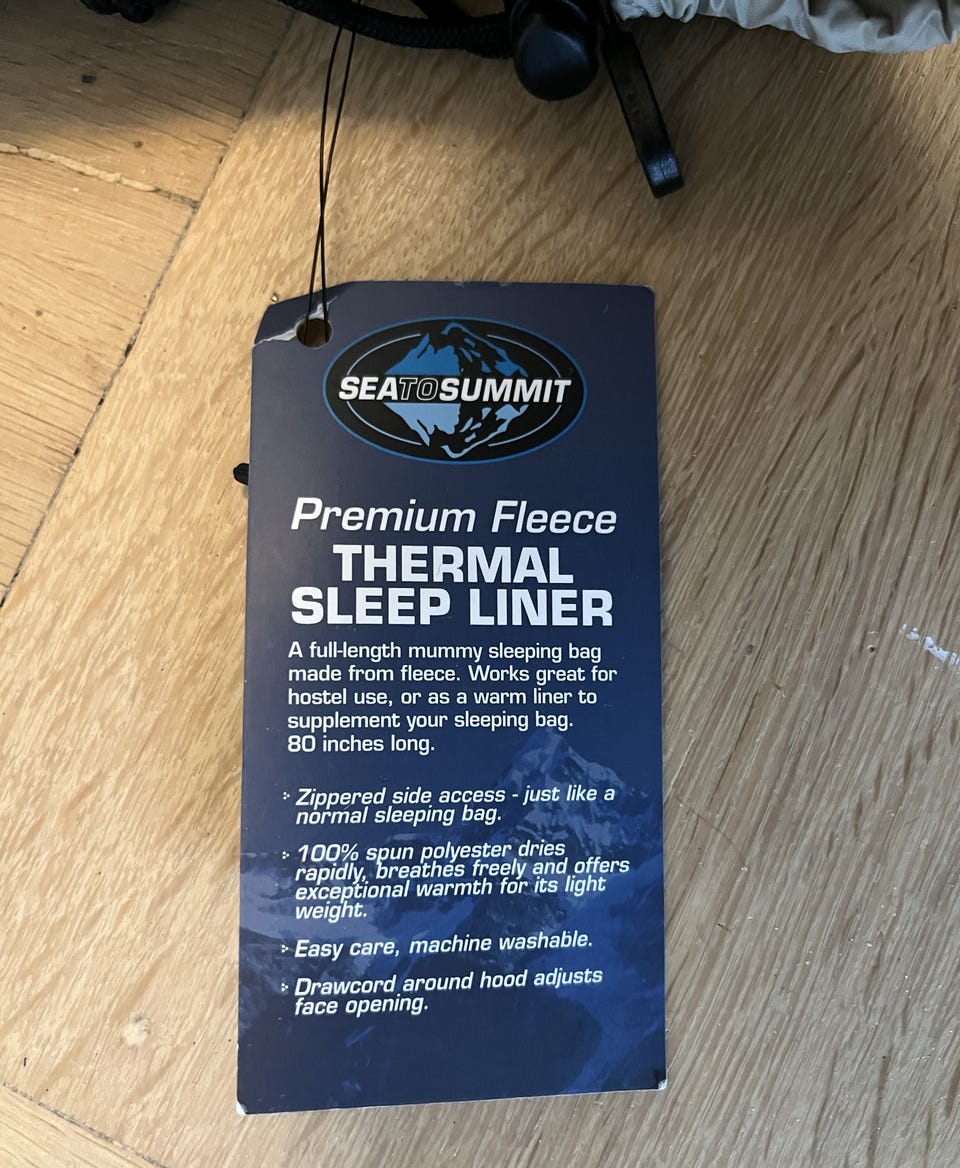 SEATOSUMMIT
Premium Fleece
THERMAL
SLEEP LINER
A full-length mummy sleeping bag
made from fleece. Works great for
hostel use, or as a warm liner to
supplement your sleeping bag.
80 inches long.
Zippered side access - just like a
normal sleeping bag.
100% spun polyester dries
rapidly, breathes freely and offers
exceptional warmth for its light
weight.
Easy care, machine washable.
Drawcord around hood adjusts
face opening.